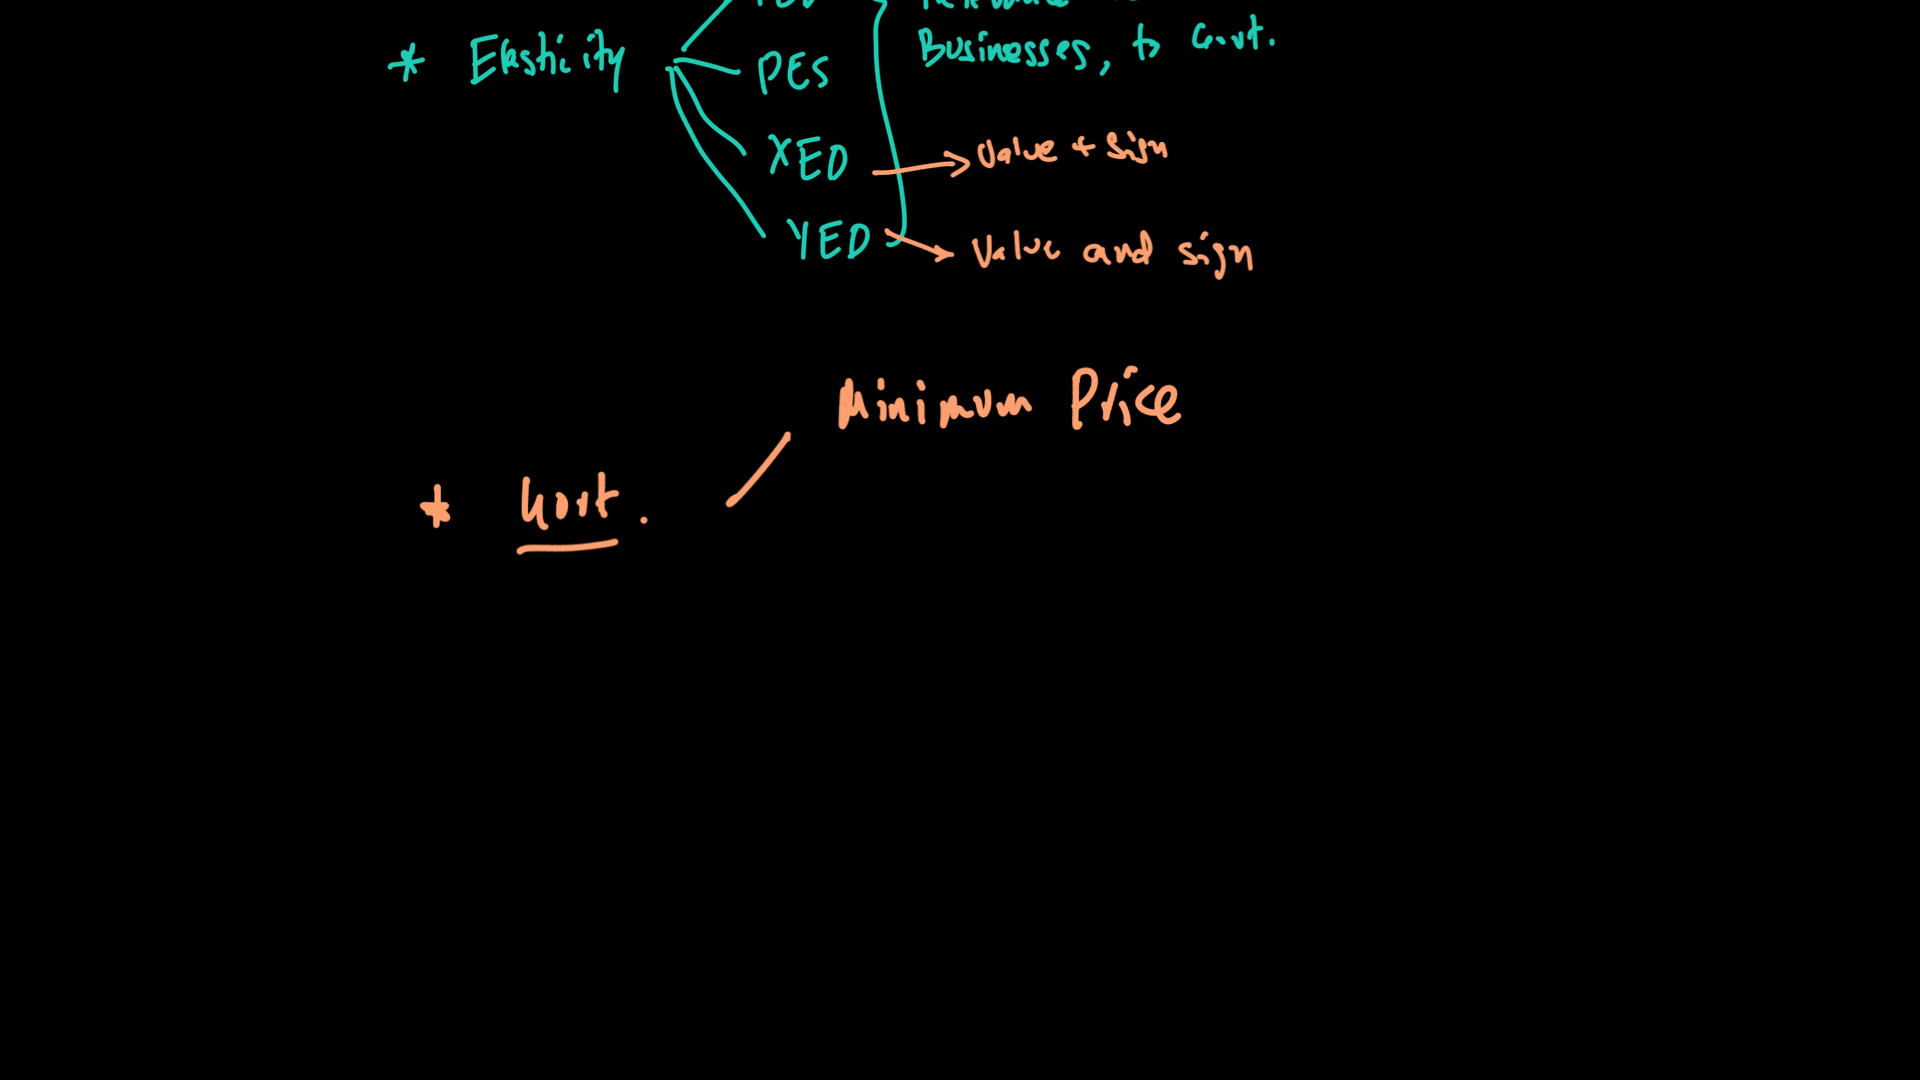 Businesses, to Govt.
* Elasticity
PES
XED → Value + Sign
YED → Value and sign
Minimum Price
* Govt.